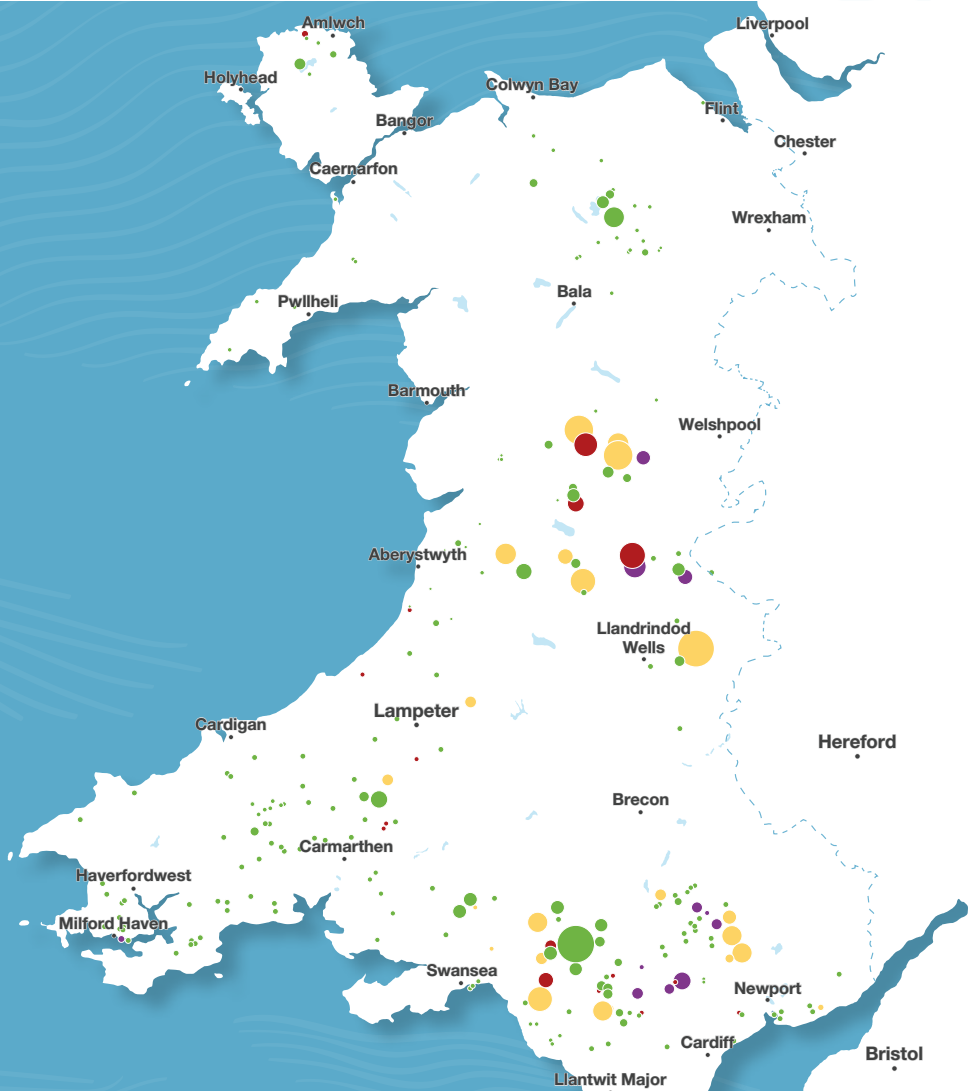 Amlwch
Liverpool
Holyhead
Colwyn Bay
Flint
Bangor
Chester
Caernarfon
Wrexham
Bala
Pwllheli
Barmouth
Welshpool
Aberystwyth
Llandrindod
Wells
Lampeter
Cardigan
Hereford
Brecon
Carmarthen
Haverfordwest
Milford Haven
Swansea
Newport
Cardiff
Bristol
Llantwit Major